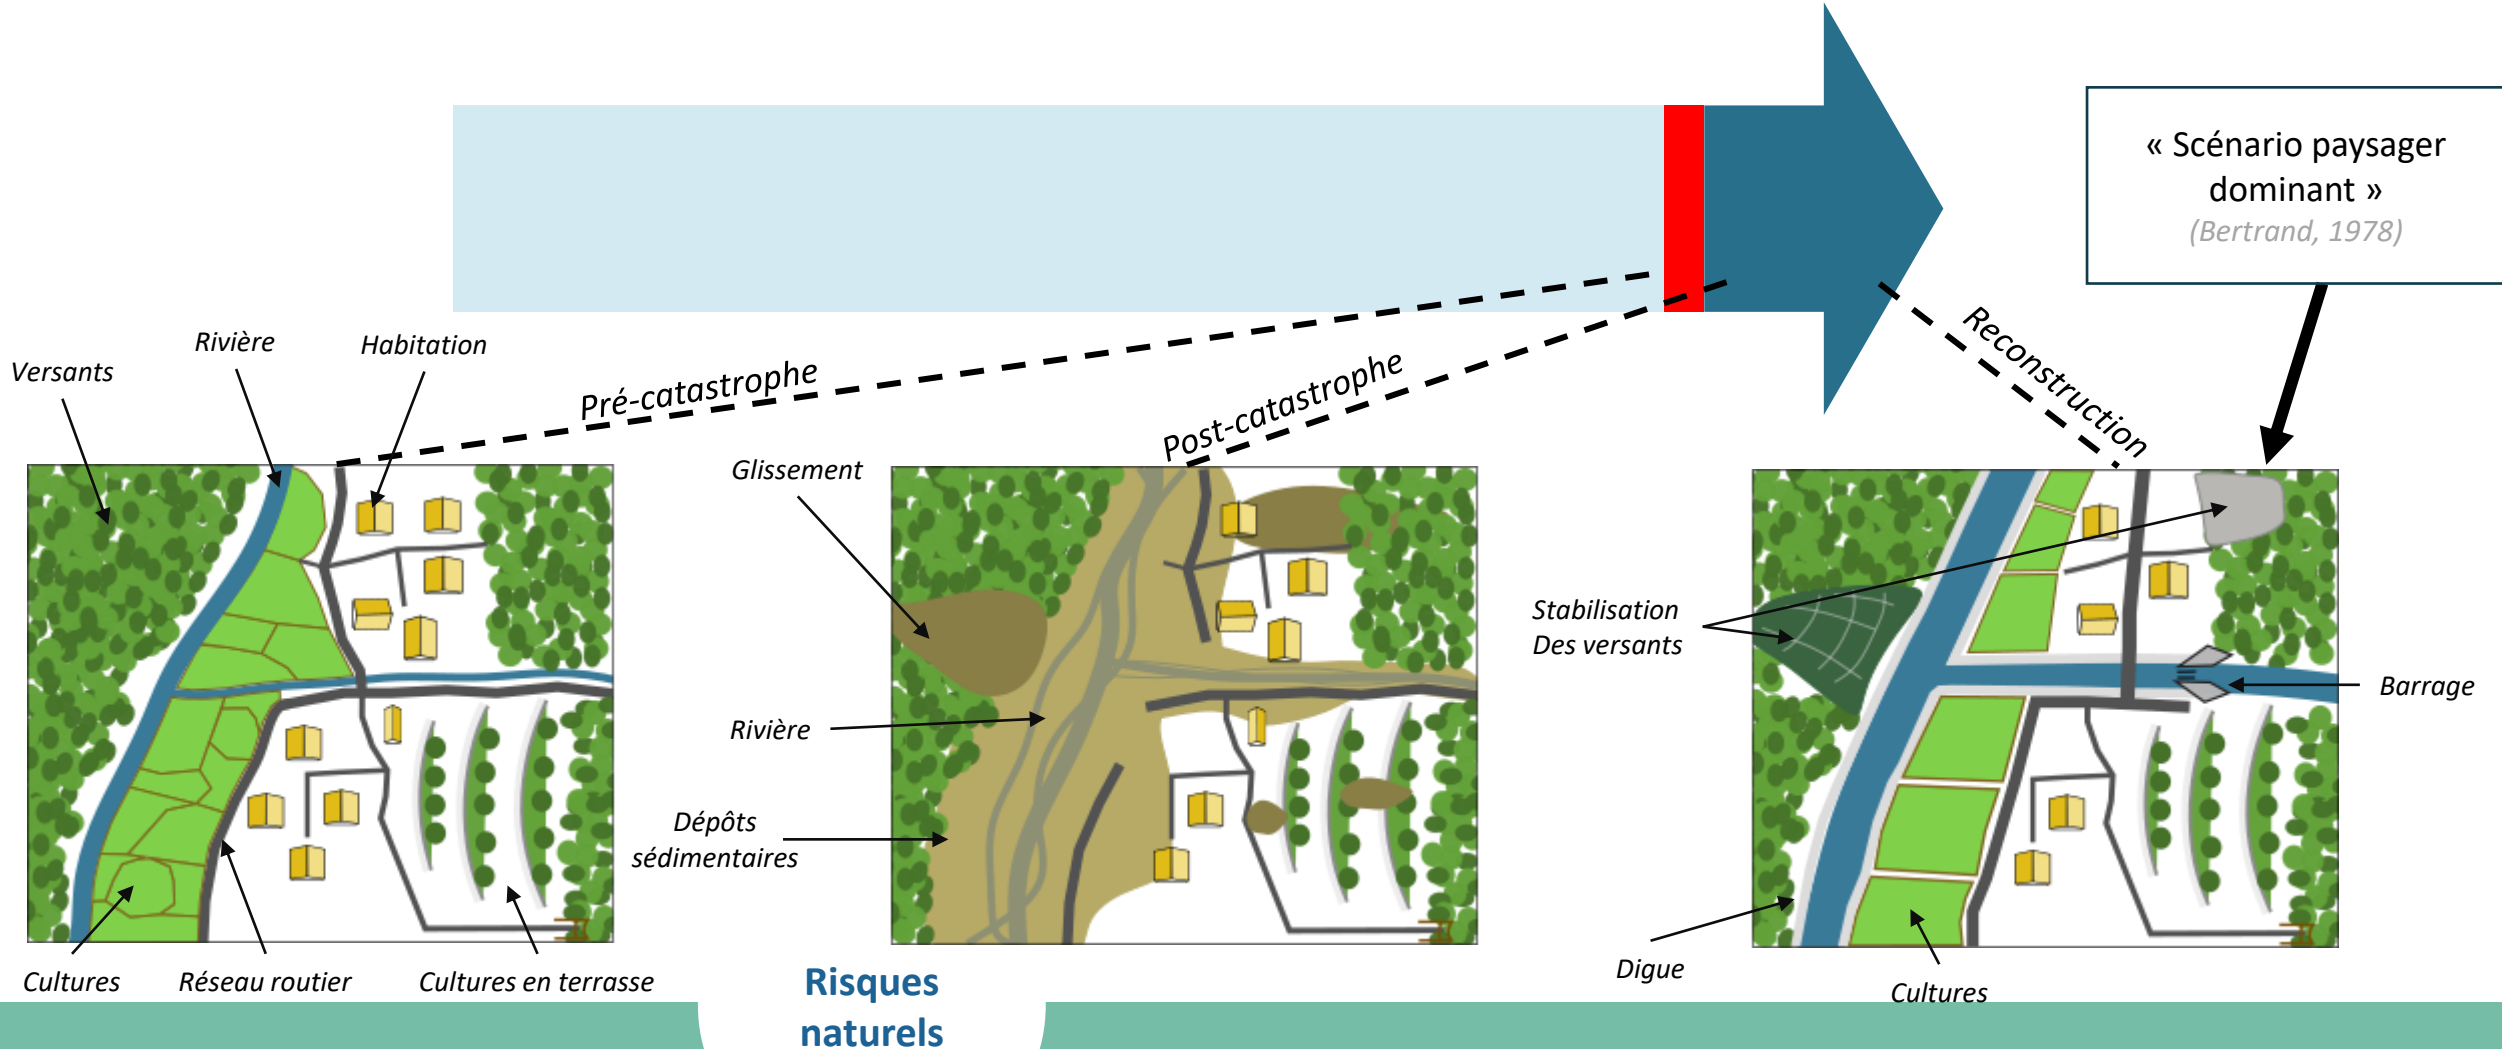 « Scénario paysager
dominant »
(Bertrand, 1978)
Pré-catastrophe
Post-catastrophe
Reconstruction
Versants
Rivière
Habitation
Cultures
Réseau routier
Cultures en terrasse
Glissement
Rivière
Dépôts
sédimentaires
Stabilisation
Des versants
Barrage
Digue
Cultures
Risques
naturels